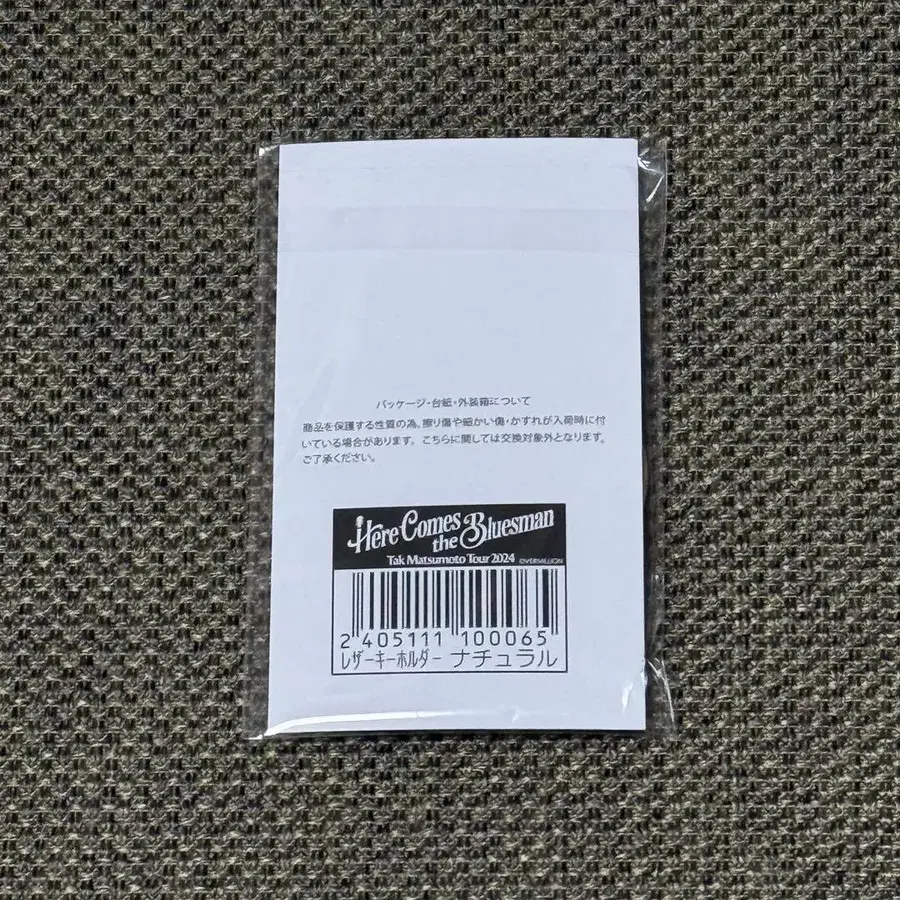 パッケージ・台紙・外装箱について
商品を保護する性質の為、擦り傷や細かい傷・かすれが入荷時に付
いている場合があります。こちらに関しては交換対象外となります。
ご了承ください。
Here Comes
the Bluesman
Tak Matsumoto Tour 2024 ©VERMILLION
2 405111 100065
レザーキーホルダー ナチュラル